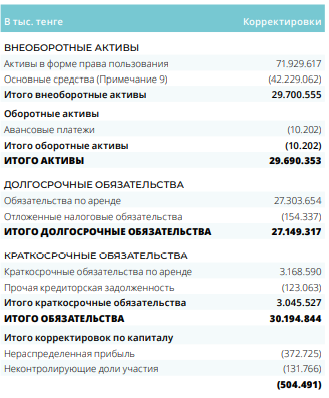 В тыс. тенге Корректировки
ВНЕОБОРОТНЫЕ АКТИВЫ
Активы в форме права пользования 71.929.617
Основные средства (Примечание 9) (42.229.062)
Итого внеоборотные активы 29.700.555
Оборотные активы
Авансовые платежи (10.202)
Итого оборотные активы (10.202)
ИТОГО АКТИВЫ 29.690.353
ДОЛГОСРОЧНЫЕ ОБЯЗАТЕЛЬСТВА
Обязательства по аренде 27.303.654
Отложенные налоговые обязательства (154.337)
ИТОГО ДОЛГОСРОЧНЫЕ ОБЯЗАТЕЛЬСТВА 27.149.317
КРАТКОСРОЧНЫЕ ОБЯЗАТЕЛЬСТВА
Краткосрочные обязательства по аренде 3.168.590
Прочая кредиторская задолженность (123.063)
Итого краткосрочные обязательства 3.045.527
ИТОГО ОБЯЗАТЕЛЬСТВА 30.194.844
Итого корректировок по капиталу
Нераспределенная прибыль (372.725)
Неконтролирующие доли участия (131.766)
(504.491)